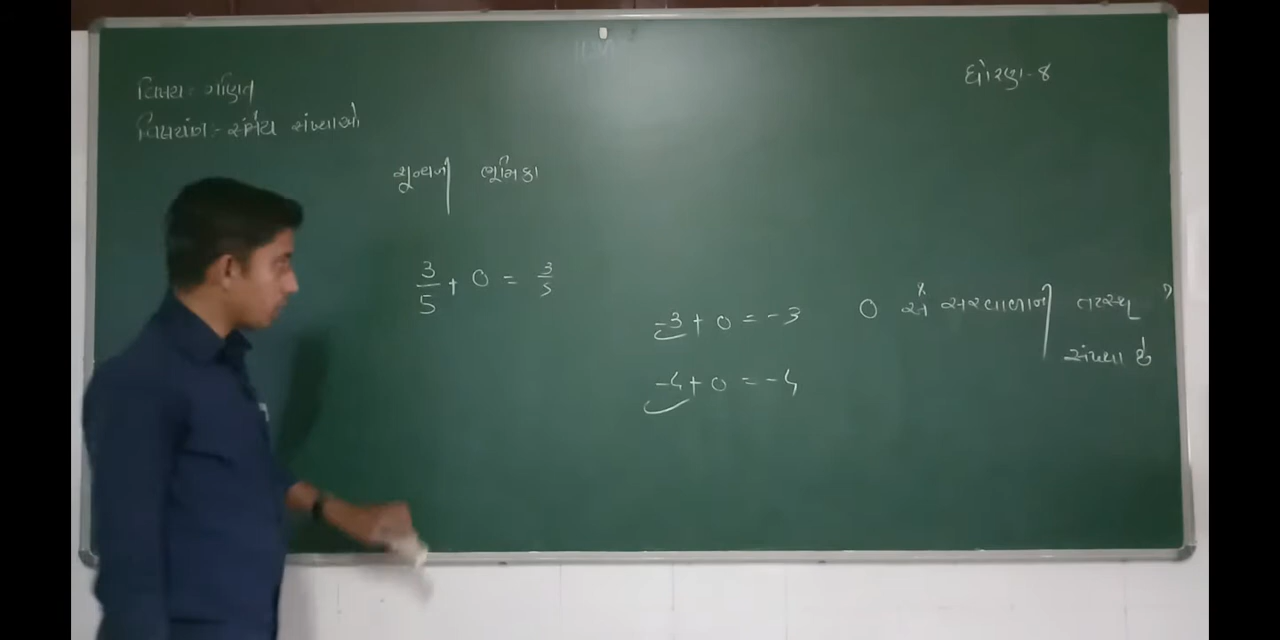 વિષય:- ગણિત
ધોરણ-૪
વિષયાંગ:- સંમેય સંખ્યાઓ
શૂન્યની ભૂમિકા
3/5 + 0 = 3/5
-3 + 0 = -3
-4 + 0 = -4
0 એ સરવાળાની તટસ્થ
સંખ્યા છે